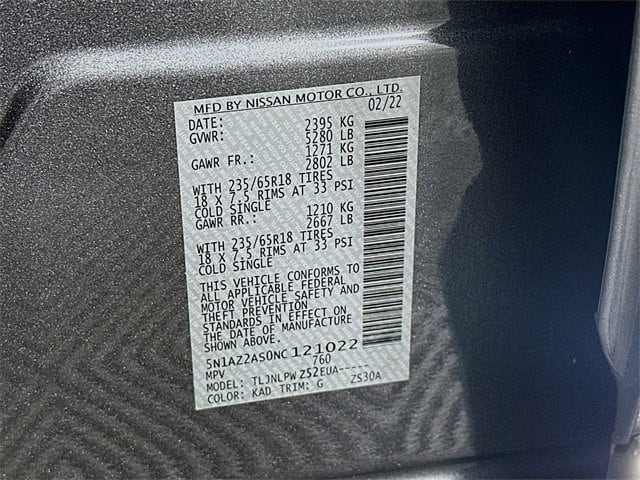 MFD BY NISSAN MOTOR CO., LTD.
DATE: 02/22
GVWR: 2395 KG
5280 LB
GAWR FR.: 1271 KG
2802 LB
WITH 235/65R18 TIRES
18 X 7.5 RIMS AT 33 PSI
COLD SINGLE
GAWR RR.: 1210 KG
2667 LB
WITH 235/65R18 TIRES
18 X 7.5 RIMS AT 33 PSI
COLD SINGLE
THIS VEHICLE CONFORMS TO
ALL APPLICABLE FEDERAL
MOTOR VEHICLE SAFETY AND
THEFT PREVENTION
STANDARDS IN EFFECT ON
THE DATE OF MANUFACTURE
SHOWN ABOVE.
5N1AZ2AS0NC121022
MPV 760
MODEL: TLJNLPW Z52EUA-----
COLOR: KAD TRIM: G ZS30A